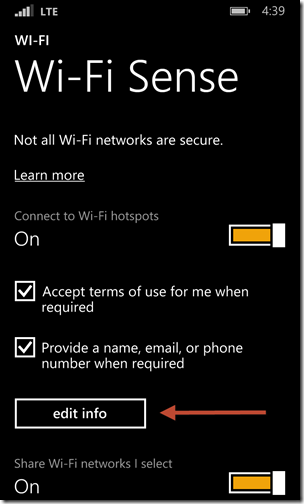 LTE 4:39
WI-FI
Wi-Fi Sense
Not all Wi-Fi networks are secure.
Learn more
Connect to Wi-Fi hotspots
On
Accept terms of use for me when
required
Provide a name, email, or phone
number when required
edit info
Share Wi-Fi networks I select
On